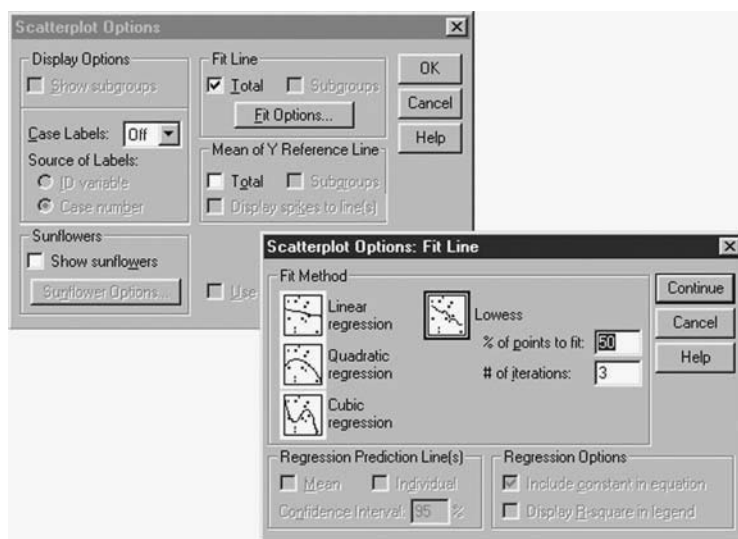 Scatterplot Options
Display Options
Show subgroups
Case Labels: Off
Source of Labels:
ID variable
Case number
Sunflowers
Show sunflowers
Sunflower Options...
Fit Line
Total Subgroups
Fit Options...
Mean of Y Reference Line
Total Subgroups
Display spikes to line(s)
Use
OK
Cancel
Help
Scatterplot Options: Fit Line
Fit Method
Linear
regression
Quadratic
regression
Cubic
regression
Lowess
% of points to fit: 50
# of iterations: 3
Continue
Cancel
Help
Regression Prediction Line(s)
Mean Individual
Confidence Interval: 95 %
Regression Options
Include constant in equation
Display R-square in legend